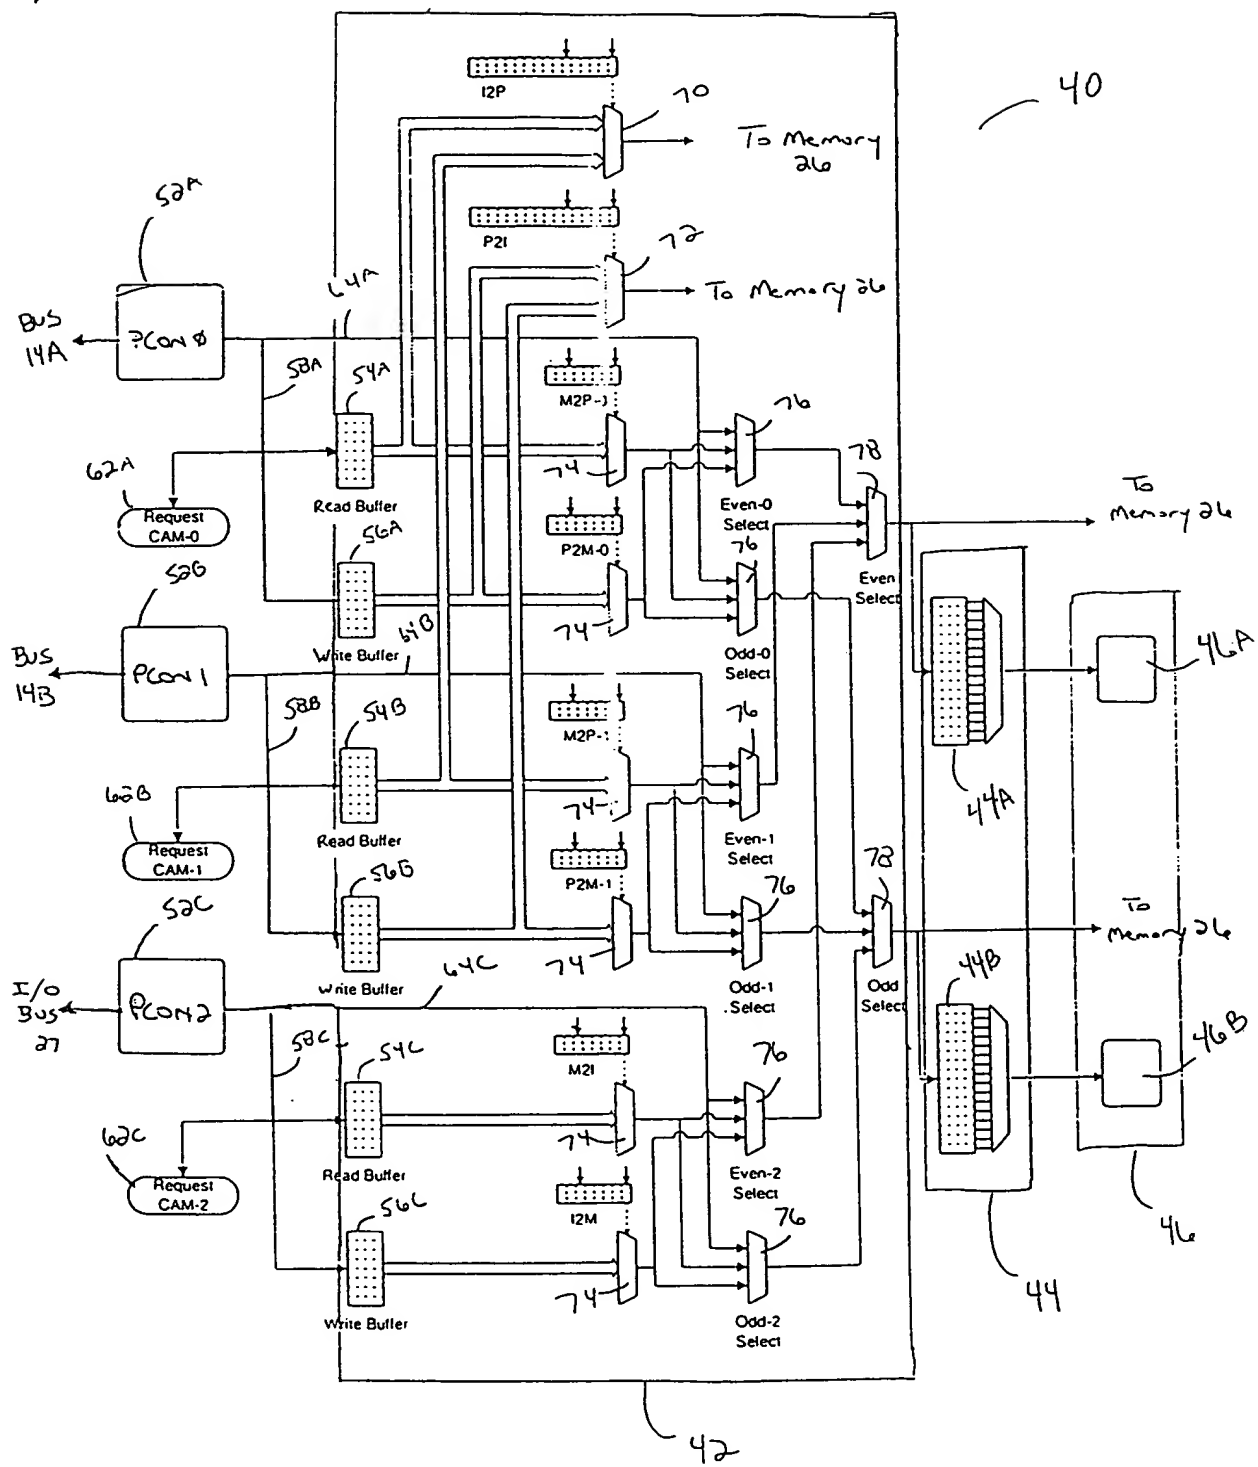 I2P
70
40
To Memory
26
52A
P2I
72
64A
To Memory 26
BUS
14A
PCON0
58A
54A
M2P-0
76
78
62A
74
To
Memory 26
Request
CAM-0
Read Buffer
Even-0
Select
56A
P2M-0
76
Even
Select
52B
64B
74
46A
Write Buffer
BUS
14B
PCON1
Odd-0
Select
58B
54B
M2P-1
76
44A
62B
74
Request
CAM-1
Read Buffer
Even-1
Select
78
56B
P2M-1
76
52C
To
Memory 26
74
44B
64C
I/O
BUS
27
PCON2
Write Buffer
Odd-1
Select
Odd
Select
58C
54C
M2I
76
46B
62C
74
Request
CAM-2
Read Buffer
Even-2
Select
56C
I2M
76
46
74
44
Write Buffer
Odd-2
Select
42